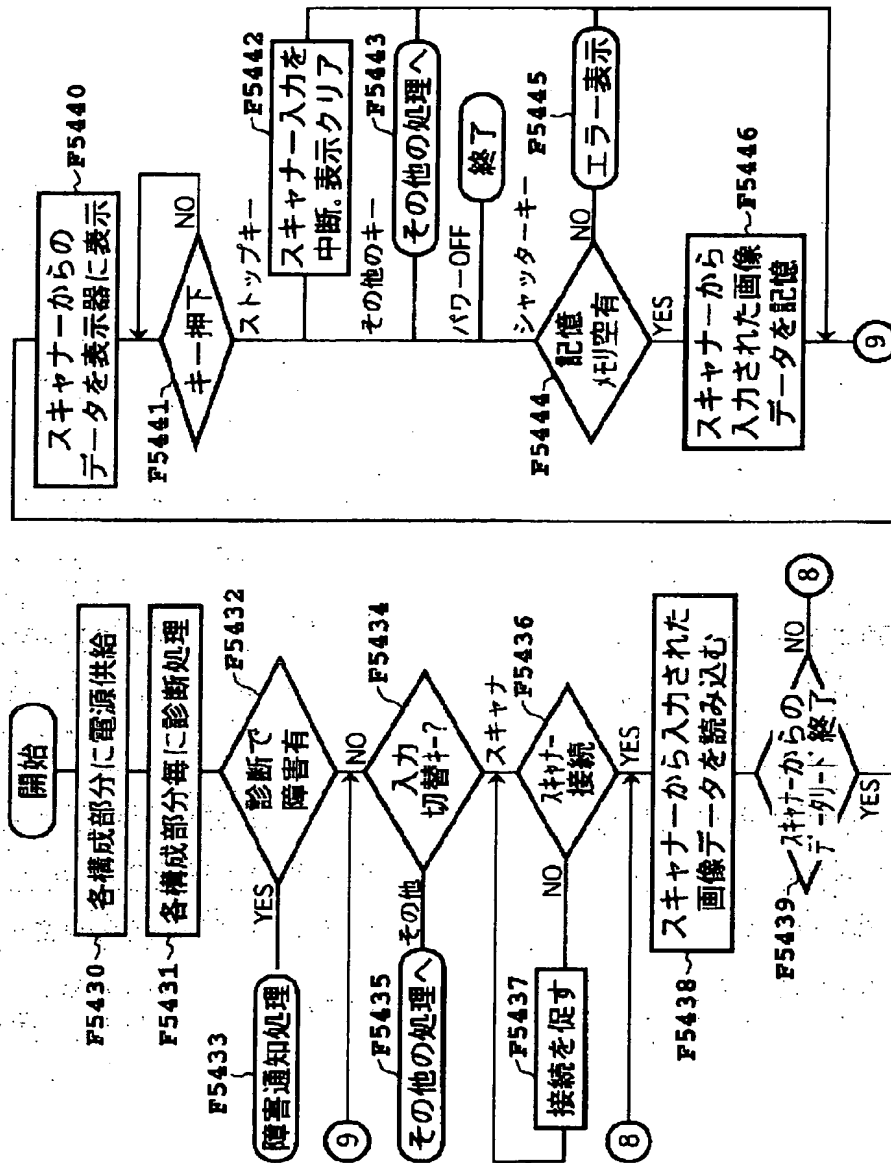 開始
各構成部分に電源供給
F5430
各構成部分毎に診断処理
F5431
診断で
障害有
F5432
YES
NO
障害通知処理
F5433
9
入力
切替キー?
F5434
その他
スキャナ
その他の処理へ
F5435
スキャナー
接続
F5436
NO
YES
接続を促す
F5437
8
スキャナーから入力された
画像データを読み込む
F5438
スキャナーからの
データリード終了
F5439
NO
8
YES
スキャナーからの
データを表示器に表示
F5440
キー押下
F5441
NO
ストップキー
スキャナー入力を
中断.表示クリア
F5442
その他のキー
その他の処理へ
F5443
パワーOFF
終了
シャッターキー
記憶
メモリ空有
F5444
NO
エラー表示
F5445
YES
スキャナーから
入力された画像
データを記憶
F5446
9